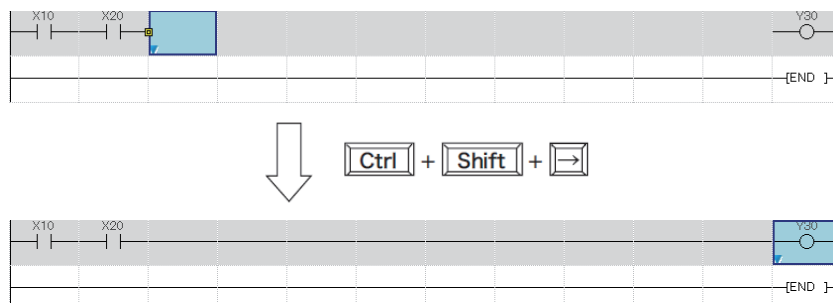 X10 X20 Y30
[END ]
Ctrl + Shift + →
X10 X20 Y30
[END ]